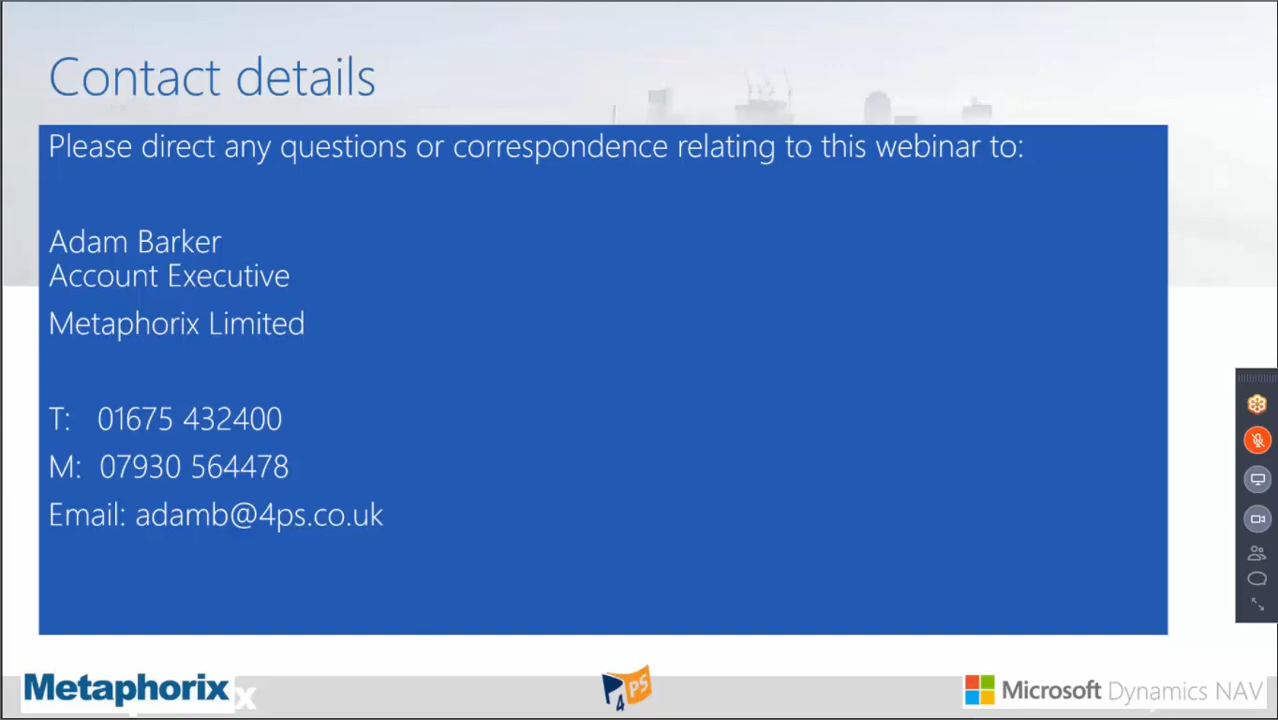 Contact details
Please direct any questions or correspondence relating to this webinar to:
Adam Barker
Account Executive
Metaphorix Limited
T: 01675 432400
M: 07930 564478
Email: adamb@4ps.co.uk
Metaphorix
x
4PS
Microsoft Dynamics NAV